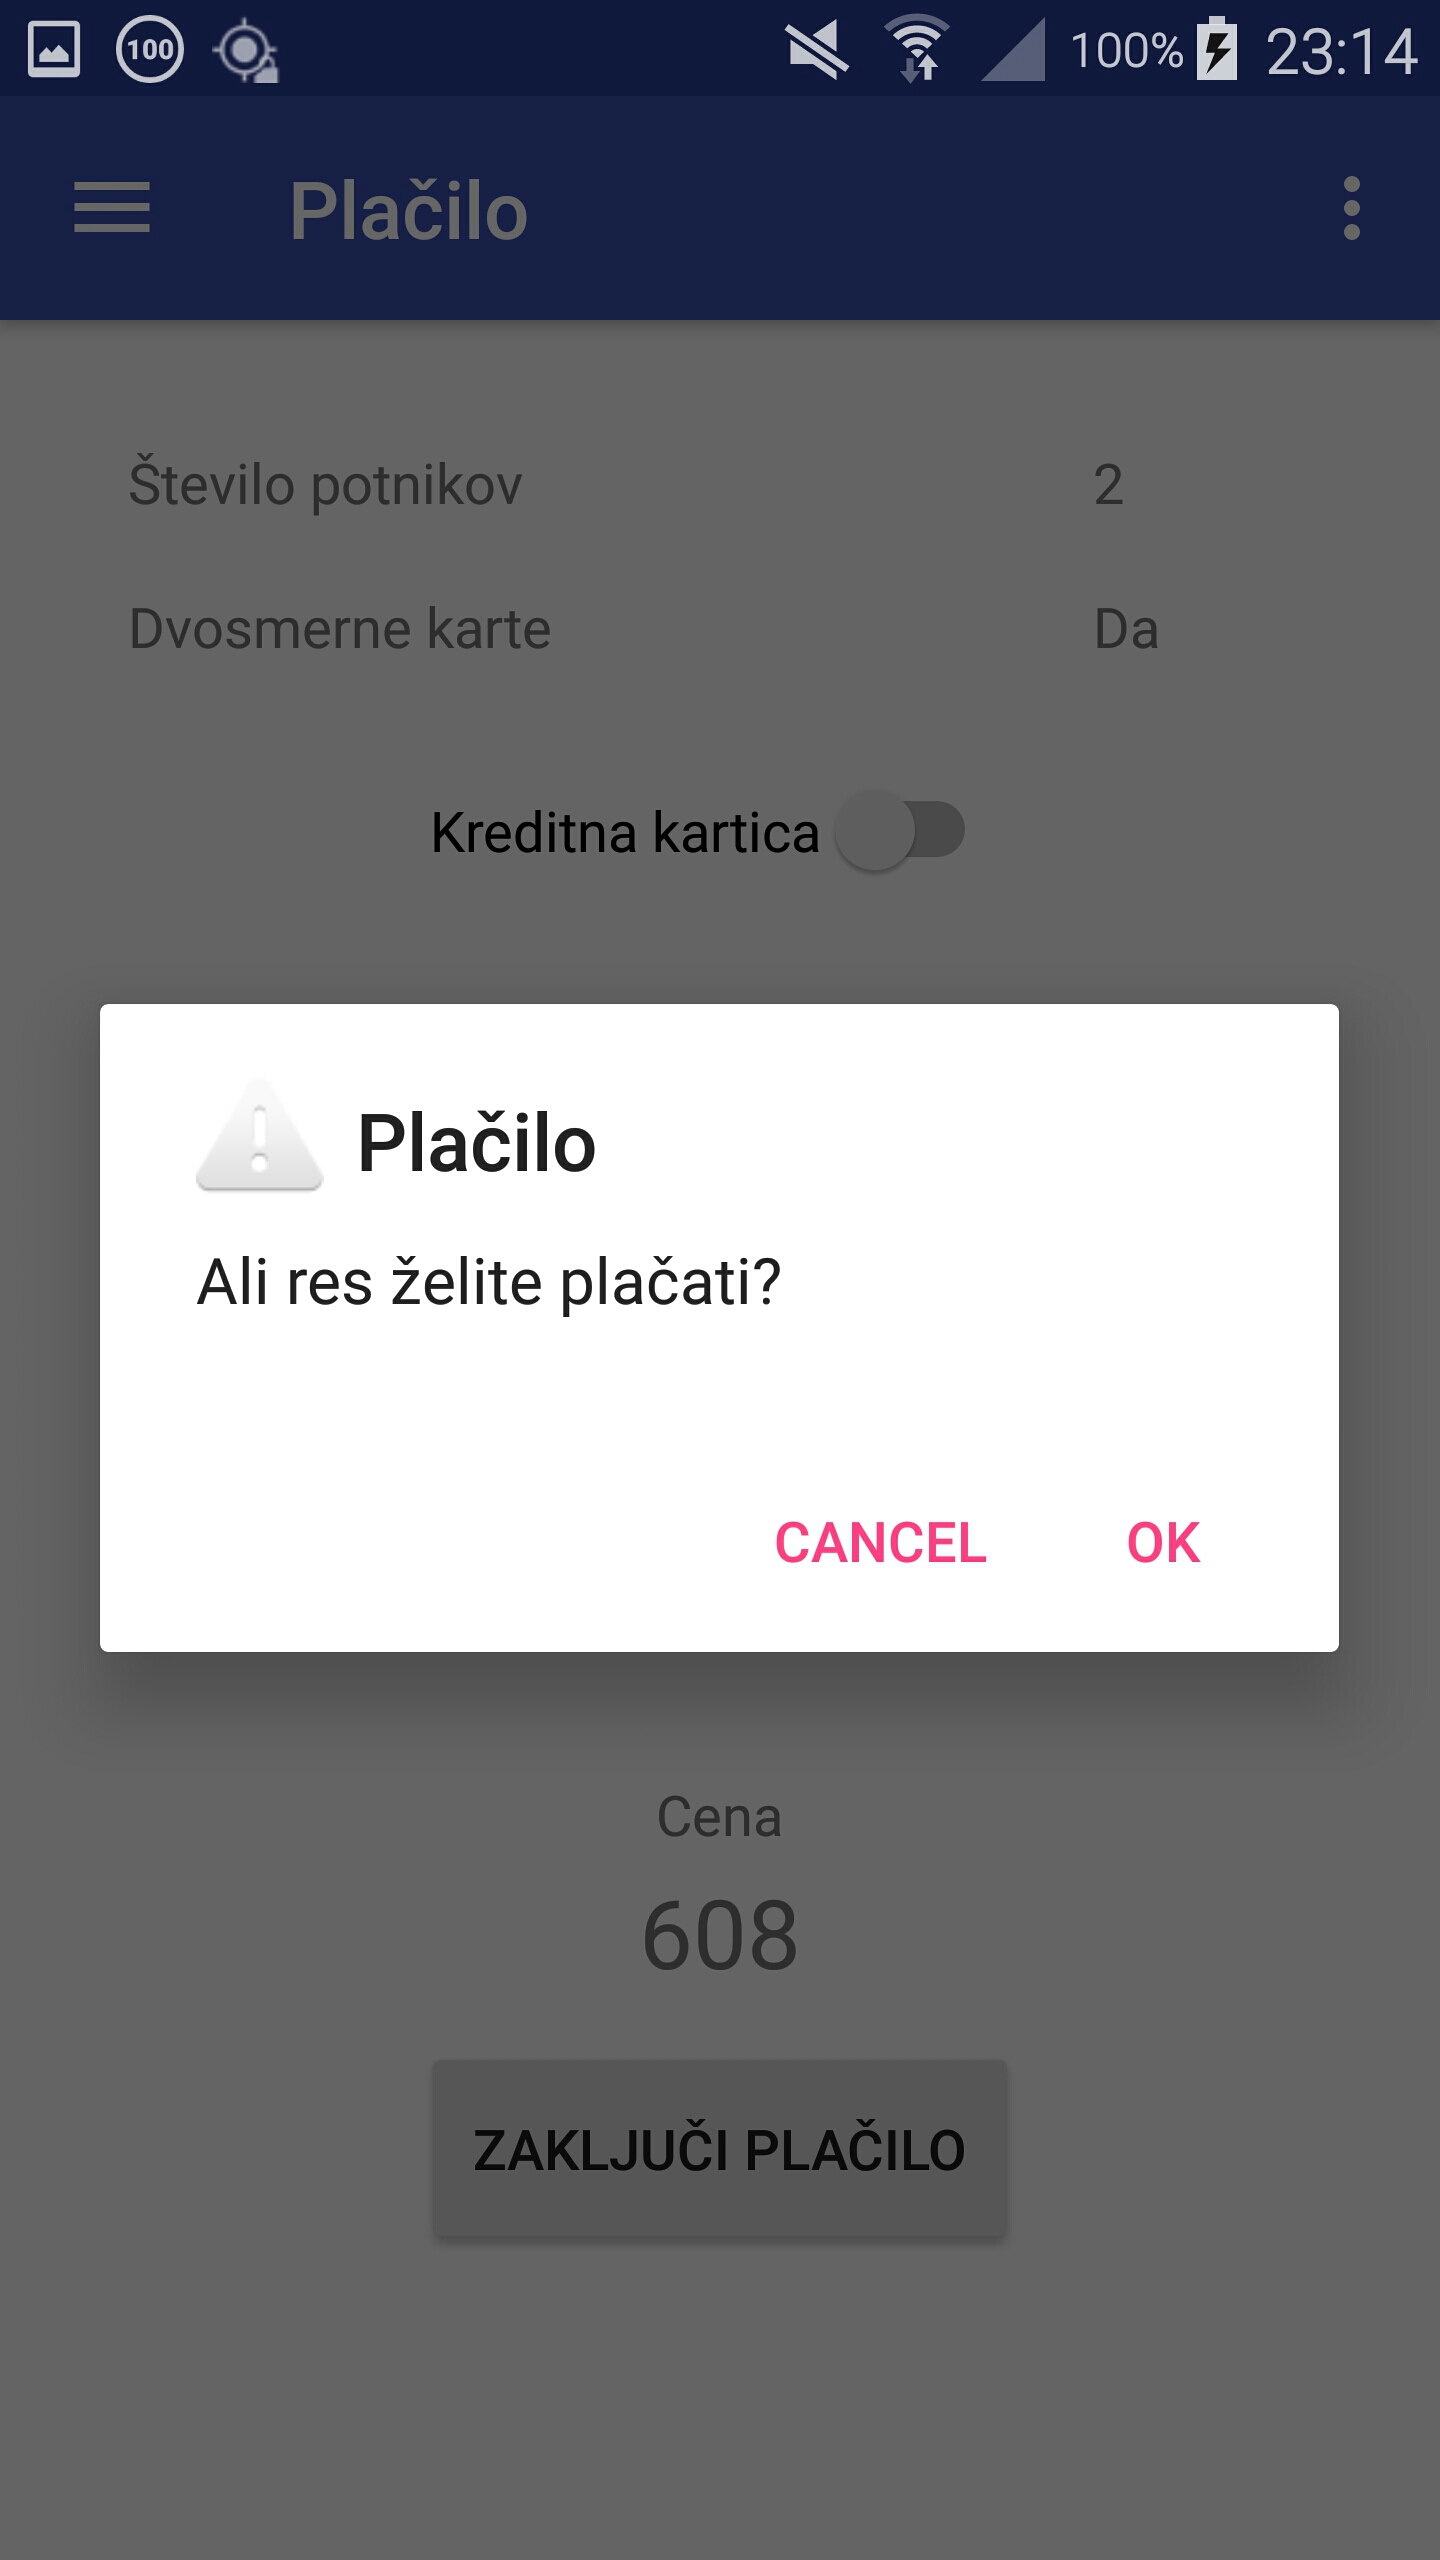 100 100% 23:14
Plačilo
Število potnikov 2
Dvosmerne karte Da
Kreditna kartica
Plačilo
Ali res želite plačati?
CANCEL OK
Cena
608
ZAKLJUČI PLAČILO